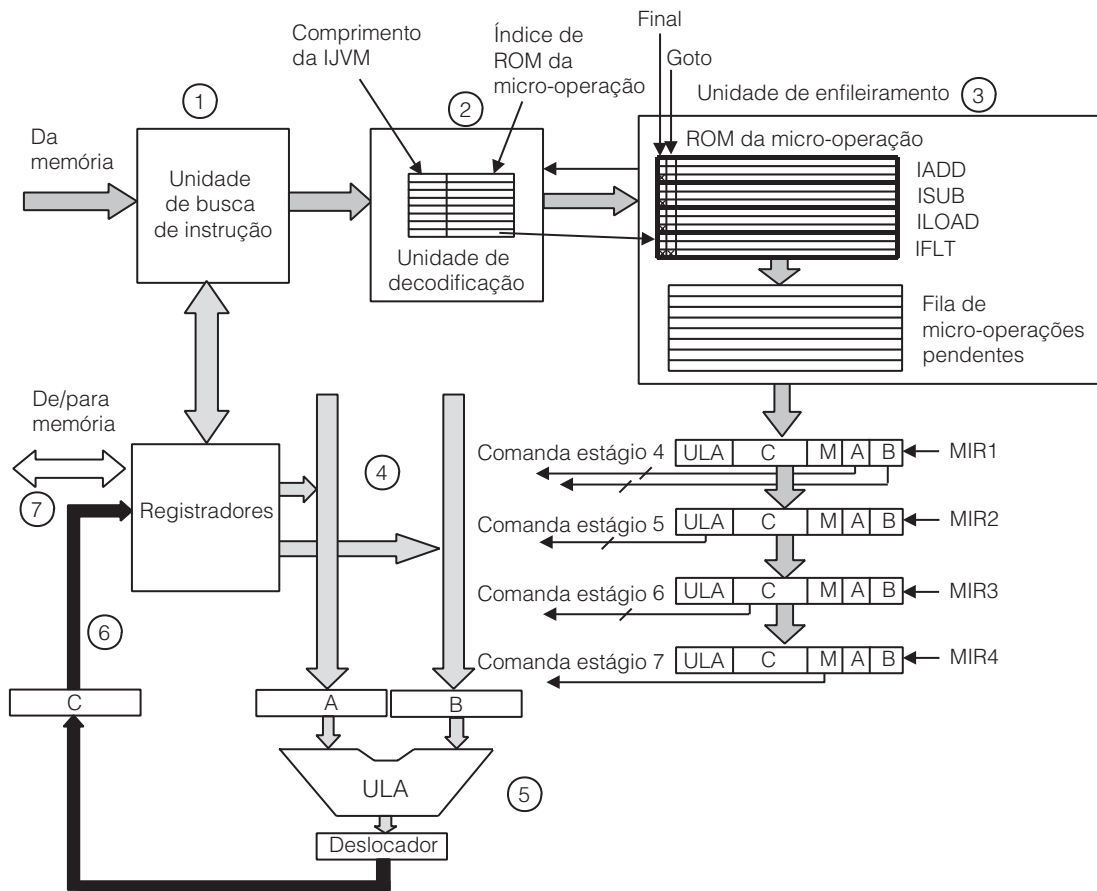 Final
Goto
Comprimento
da IJVM
Índice de
ROM da
micro-operação
1
2
Unidade de enfileiramento 3
Da
memória
Unidade
de busca
de instrução
Unidade de
decodificação
ROM da micro-operação
IADD
ISUB
ILOAD
IFLT
Fila de
micro-operações
pendentes
De/para
memória
7
Registradores
4
6
C
A
B
ULA
5
Deslocador
Comanda estágio 4
ULA C M A B
MIR1
Comanda estágio 5
ULA C M A B
MIR2
Comanda estágio 6
ULA C M A B
MIR3
Comanda estágio 7
ULA C M A B
MIR4